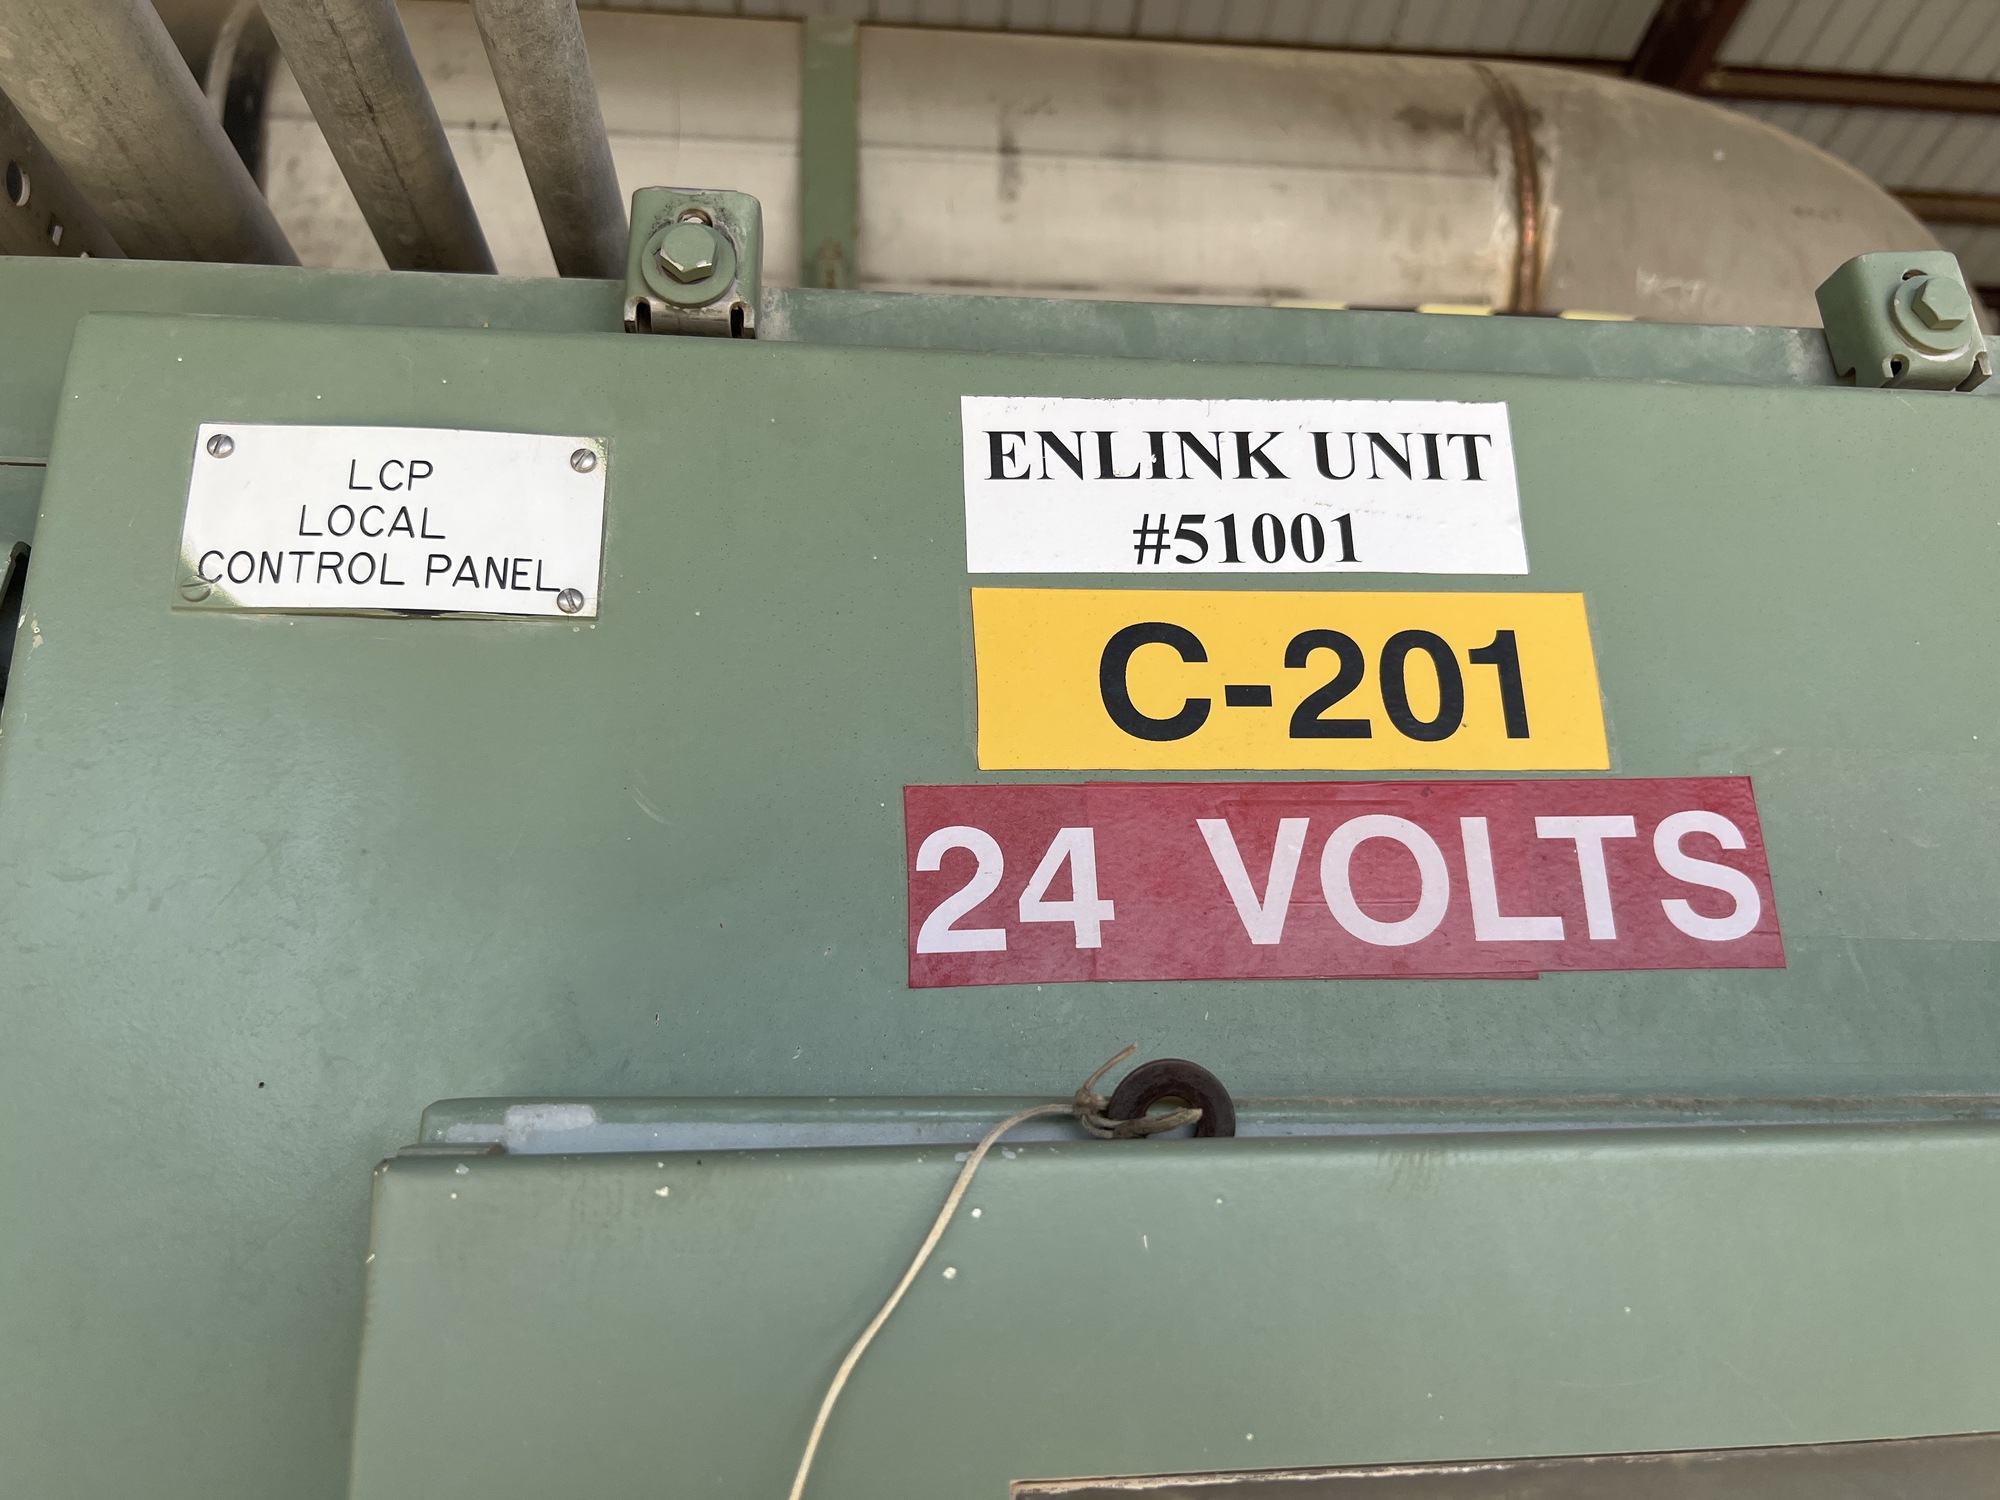 LCP
LOCAL
CONTROL PANEL
ENLINK UNIT
#51001
C-201
24 VOLTS